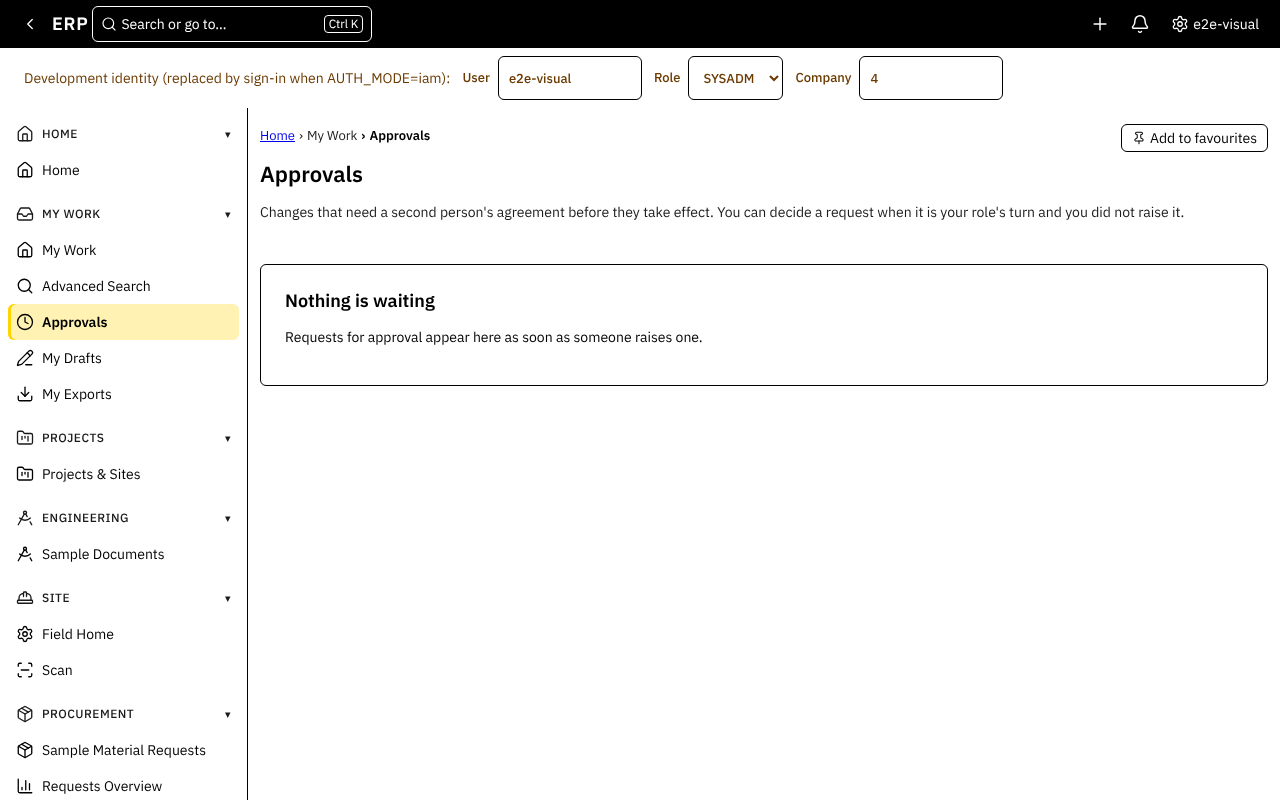 ERP Search or go to... Ctrl K e2e-visual
Development identity (replaced by sign-in when AUTH_MODE=iam): User e2e-visual Role SYSADM Company 4
HOME
Home
MY WORK
My Work
Advanced Search
Approvals
My Drafts
My Exports
PROJECTS
Projects & Sites
ENGINEERING
Sample Documents
SITE
Field Home
Scan
PROCUREMENT
Sample Material Requests
Requests Overview
Home › My Work › Approvals
Add to favourites
Approvals
Changes that need a second person's agreement before they take effect. You can decide a request when it is your role's turn and you did not raise it.
Nothing is waiting
Requests for approval appear here as soon as someone raises one.